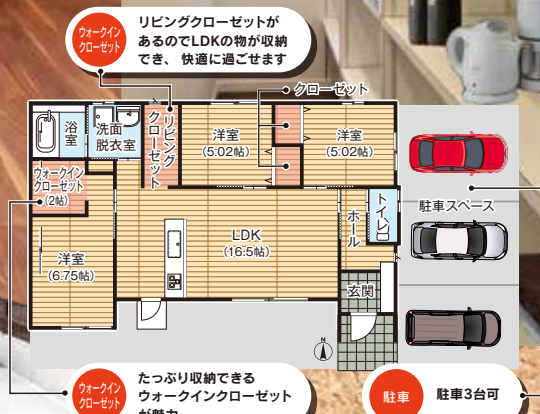 ウォークイン
クローゼット
リビングクローゼットが
あるのでLDKの物が収納
でき、快適に過ごせます
クローゼット
浴室
洗面
脱衣室
リビング
クローゼット
洋室
(5.02帖)
洋室
(5.02帖)
ウォークイン
クローゼット
(2帖)
洋室
(6.75帖)
LDK
(16.5帖)
ホール
トイレ
玄関
駐車スペース
N
ウォークイン
クローゼット
たっぷり収納できる
ウォークインクローゼット
が魅力
駐車
駐車3台可